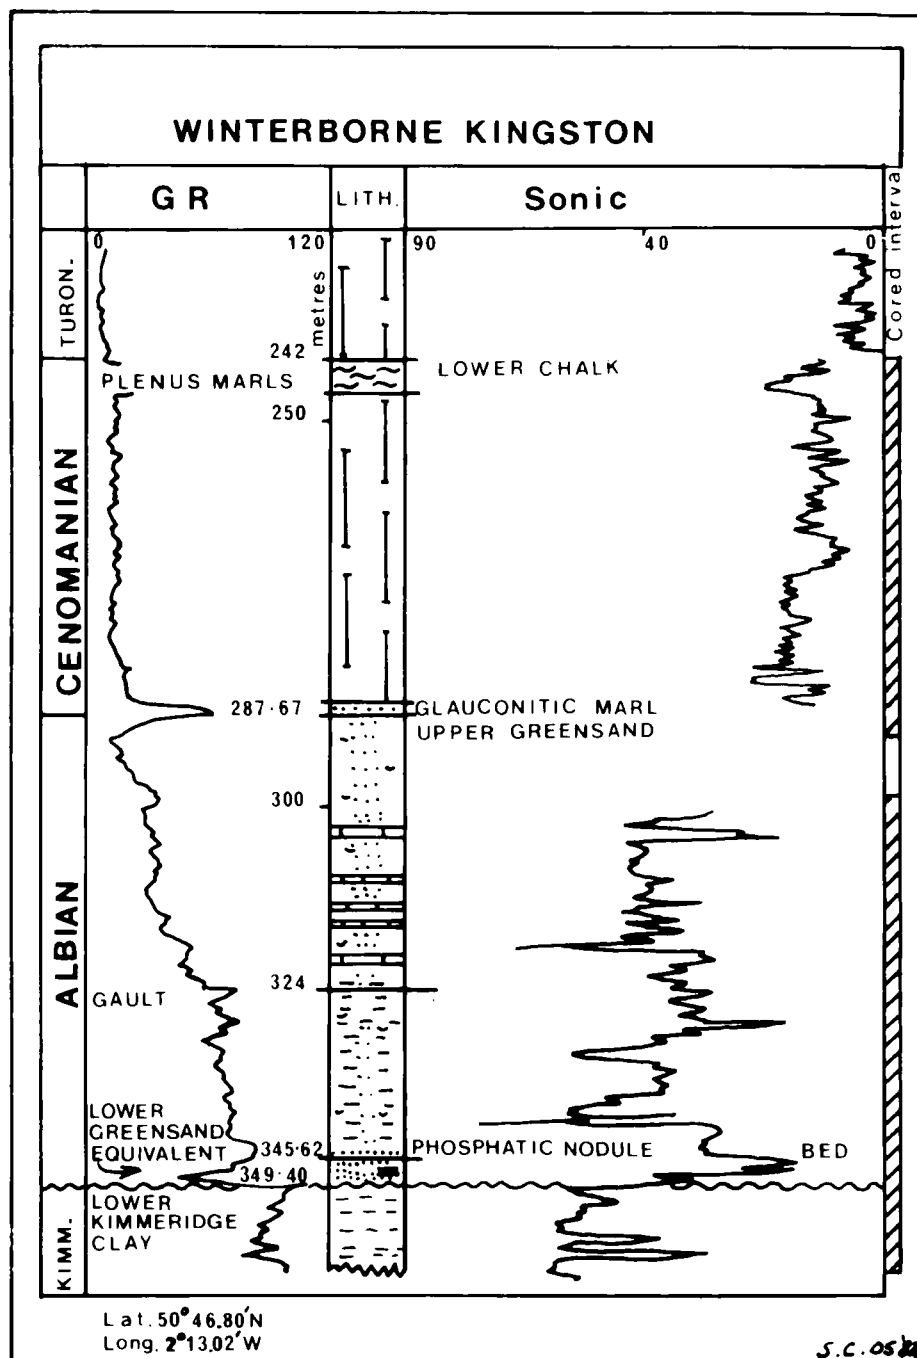 WINTERBORNE KINGSTON
GR
LITH.
Sonic
Cored interval
0
120
90
40
0
metres
TURON.
242
PLENUS MARLS
LOWER CHALK
250
CENOMANIAN
287·67
GLAUCONITIC MARL
UPPER GREENSAND
300
ALBIAN
324
GAULT
LOWER
GREENSAND
EQUIVALENT
345·62
PHOSPHATIC NODULE BED
349·40
LOWER
KIMMERIDGE
CLAY
KIMM.
Lat. 50° 46.80'N
Long. 2°13.02'W
S.C.